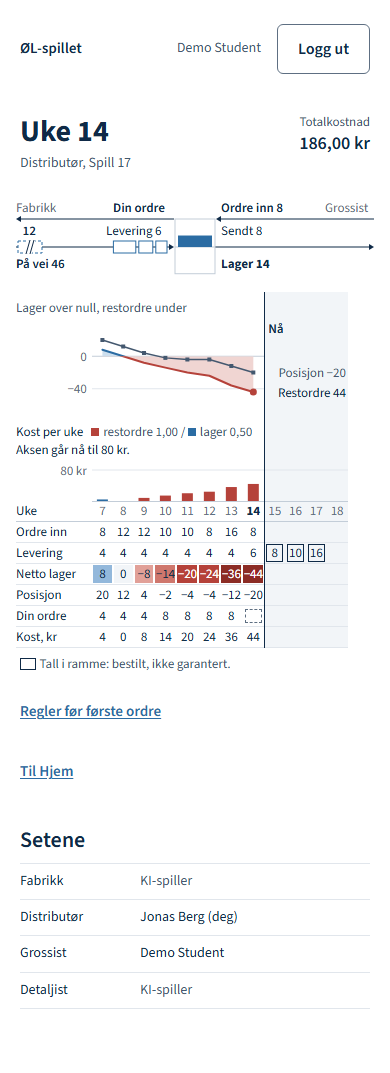 ØL-spillet Demo Student Logg ut
Uke 14 Totalkostnad
186,00 kr
Distributør, Spill 17
Fabrikk Din ordre Ordre inn 8 Grossist
12 Levering 6 Sendt 8
På vei 46 Lager 14
Lager over null, restordre under
Nå
0
Posisjon −20
−40 Restordre 44
Kost per uke restordre 1,00 / lager 0,50
Aksen går nå til 80 kr.
80 kr
Uke 7 8 9 10 11 12 13 14 15 16 17 18
Ordre inn 8 12 12 10 10 8 16 8
Levering 4 4 4 4 4 4 4 6 8 10 16
Netto lager 8 0 −8 −14 −20 −24 −36 −44
Posisjon 20 12 4 −2 −4 −4 −12 −20
Din ordre 4 4 4 8 8 8 8
Kost, kr 4 0 8 14 20 24 36 44
Tall i ramme: bestilt, ikke garantert.
Regler før første ordre
Til Hjem
Setene
Fabrikk KI-spiller
Distributør Jonas Berg (deg)
Grossist Demo Student
Detaljist KI-spiller